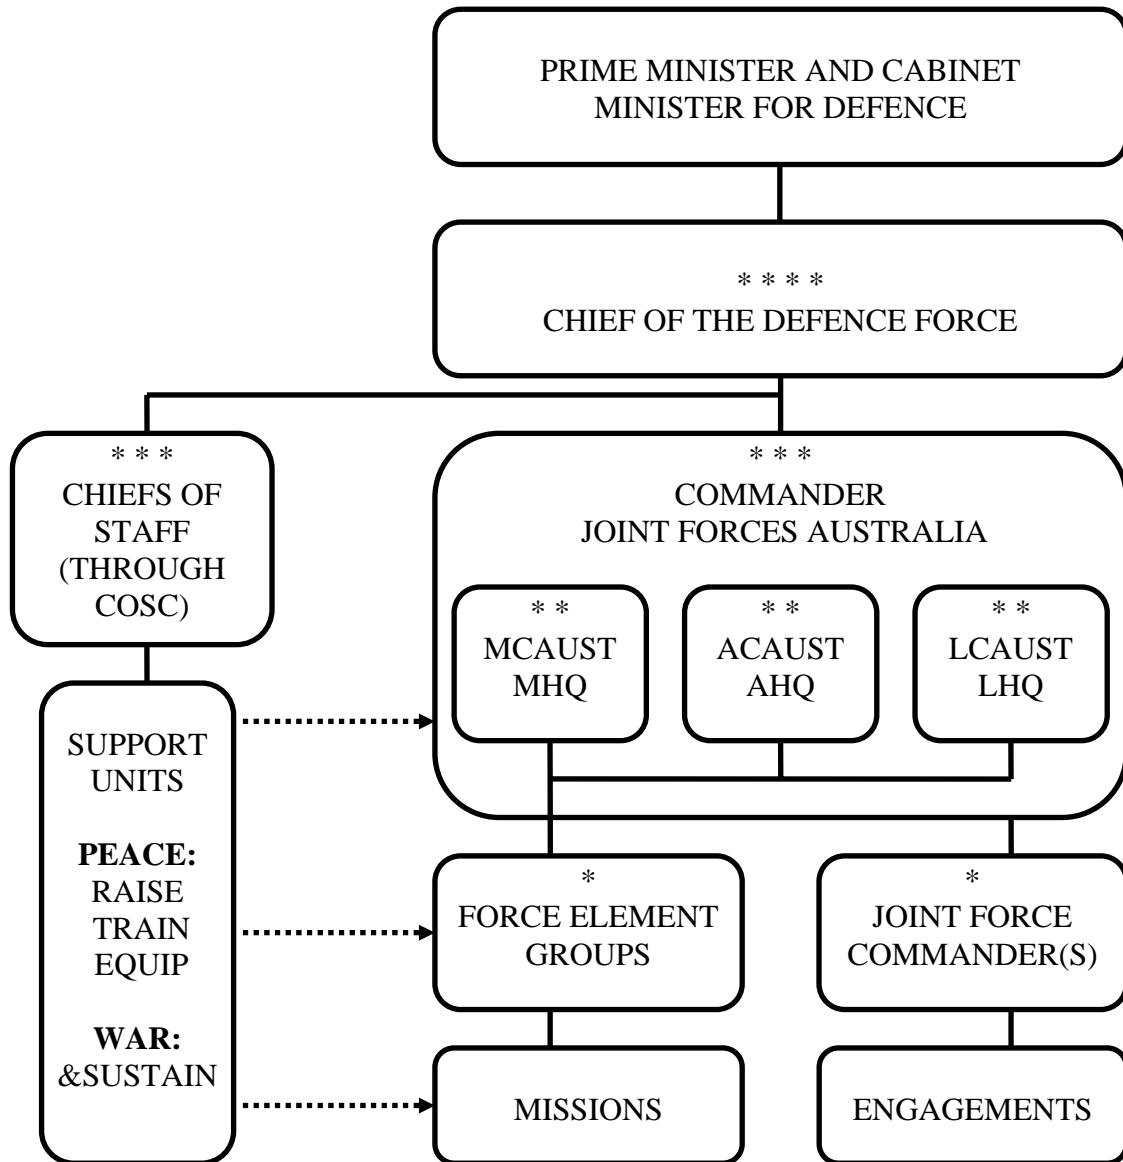 PRIME MINISTER AND CABINET
MINISTER FOR DEFENCE
* * * *
CHIEF OF THE DEFENCE FORCE
* * *
CHIEFS OF
STAFF
(THROUGH
COSC)
* * *
COMMANDER
JOINT FORCES AUSTRALIA
* *
MCAUST
MHQ
* *
ACAUST
AHQ
* *
LCAUST
LHQ
SUPPORT
UNITS
PEACE:
RAISE
TRAIN
EQUIP
WAR:
&SUSTAIN
*
FORCE ELEMENT
GROUPS
*
JOINT FORCE
COMMANDER(S)
MISSIONS
ENGAGEMENTS